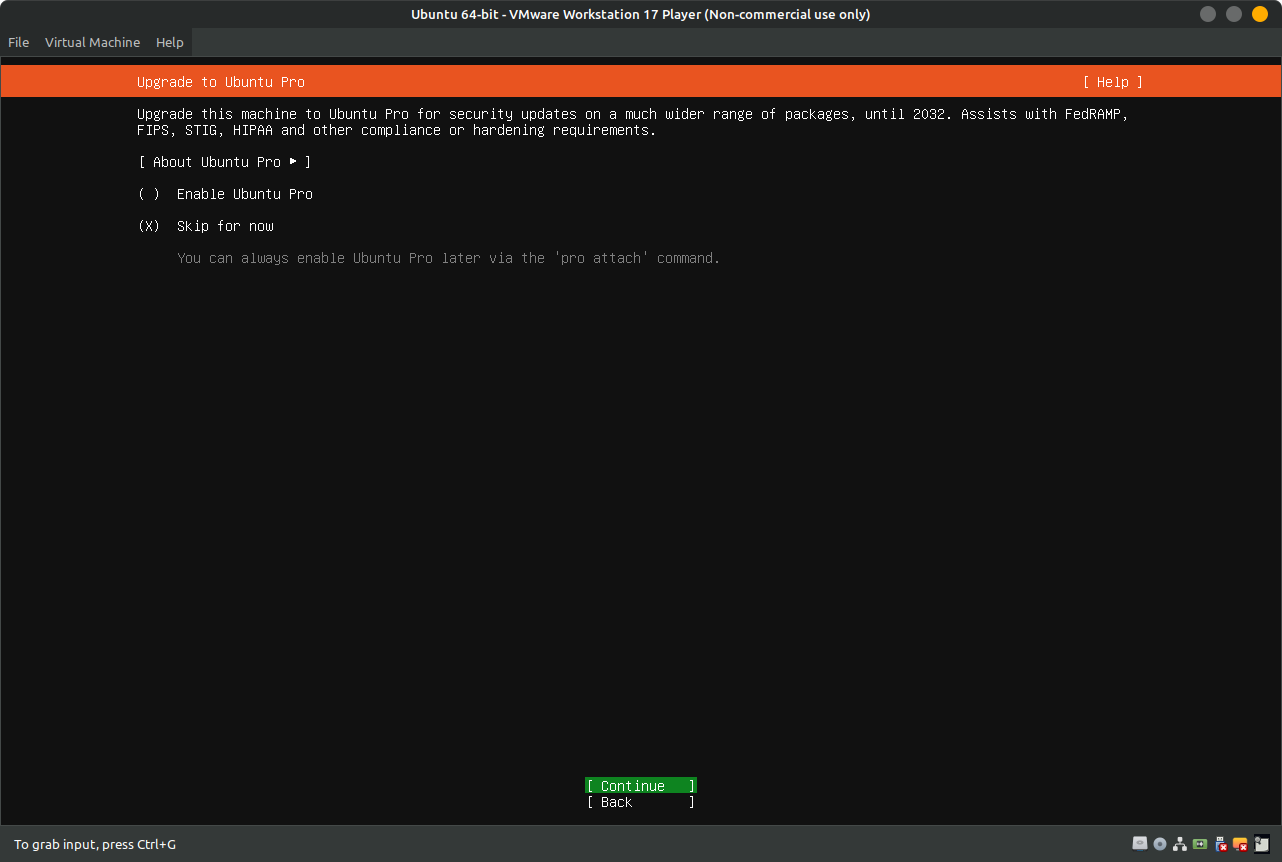 Ubuntu 64-bit - VMware Workstation 17 Player (Non-commercial use only)
File Virtual Machine Help
Upgrade to Ubuntu Pro [ Help ]
Upgrade this machine to Ubuntu Pro for security updates on a much wider range of packages, until 2032. Assists with FedRAMP,
FIPS, STIG, HIPAA and other compliance or hardening requirements.
[ About Ubuntu Pro ▸ ]
( ) Enable Ubuntu Pro
(X) Skip for now
You can always enable Ubuntu Pro later via the 'pro attach' command.
[ Continue ]
[ Back ]
To grab input, press Ctrl+G